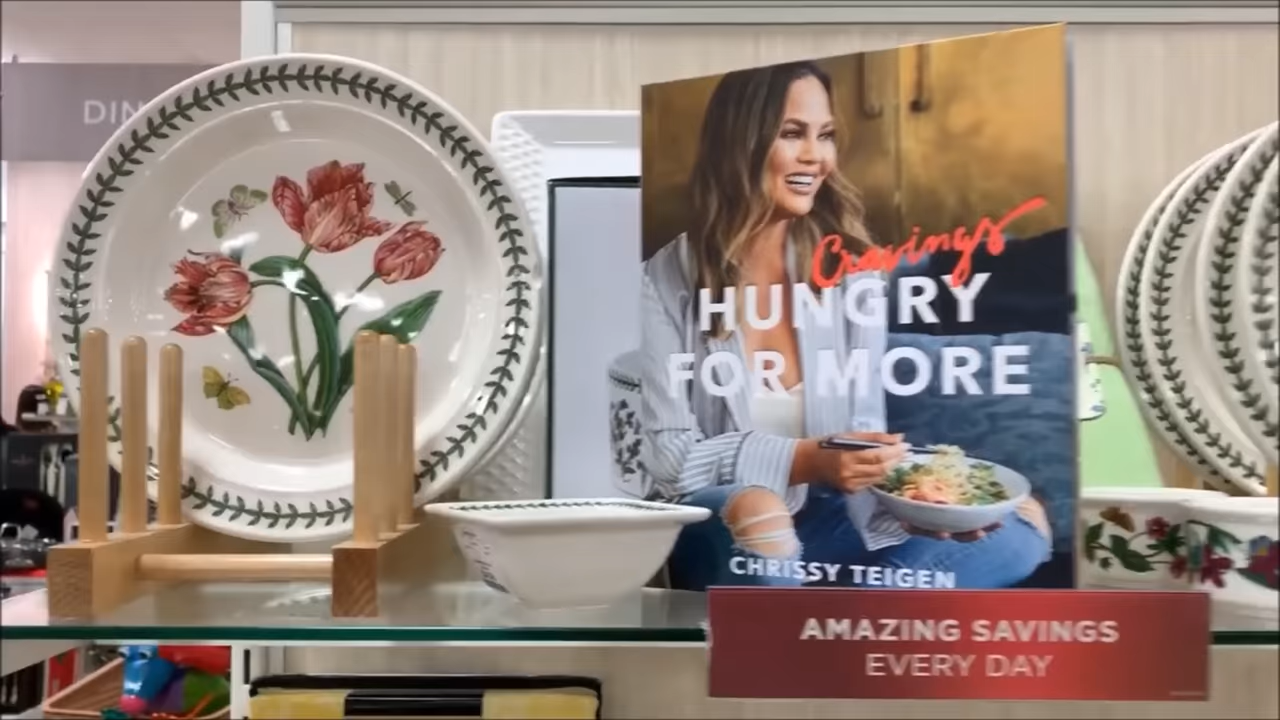 DIN
Cravings
HUNGRY
FOR MORE
CHRISSY TEIGEN
AMAZING SAVINGS
EVERY DAY